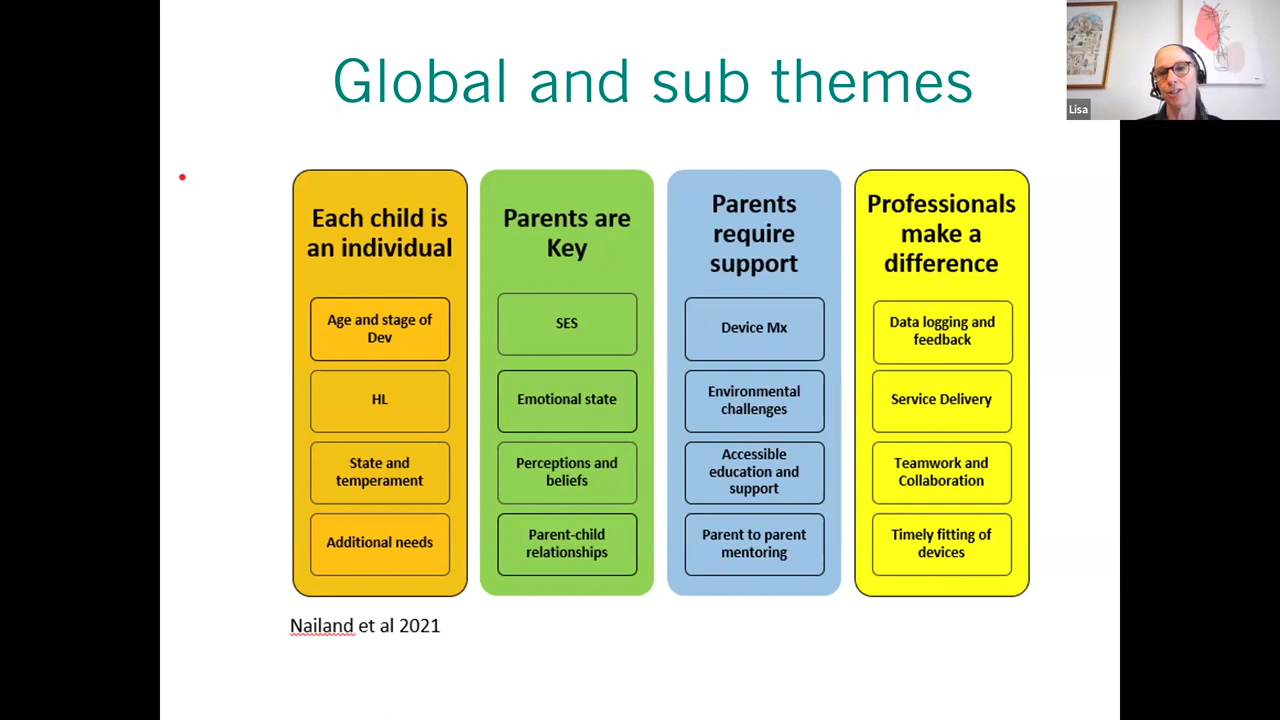 Global and sub themes
Lisa
Each child is
an individual
Age and stage of
Dev
HL
State and
temperament
Additional needs
Parents are
Key
SES
Emotional state
Perceptions and
beliefs
Parent-child
relationships
Parents
require
support
Device Mx
Environmental
challenges
Accessible
education and
support
Parent to parent
mentoring
Professionals
make a
difference
Data logging and
feedback
Service Delivery
Teamwork and
Collaboration
Timely fitting of
devices
Nailand et al 2021